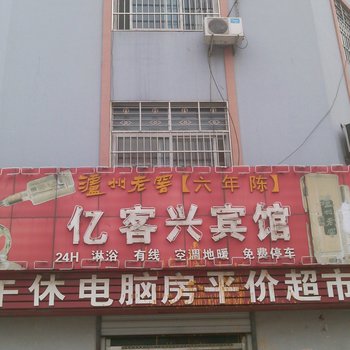 泸州老窖【六年陈】
亿客兴宾馆
24H 淋浴 有线 空调地暖 免费停车
午休电脑房平价超市